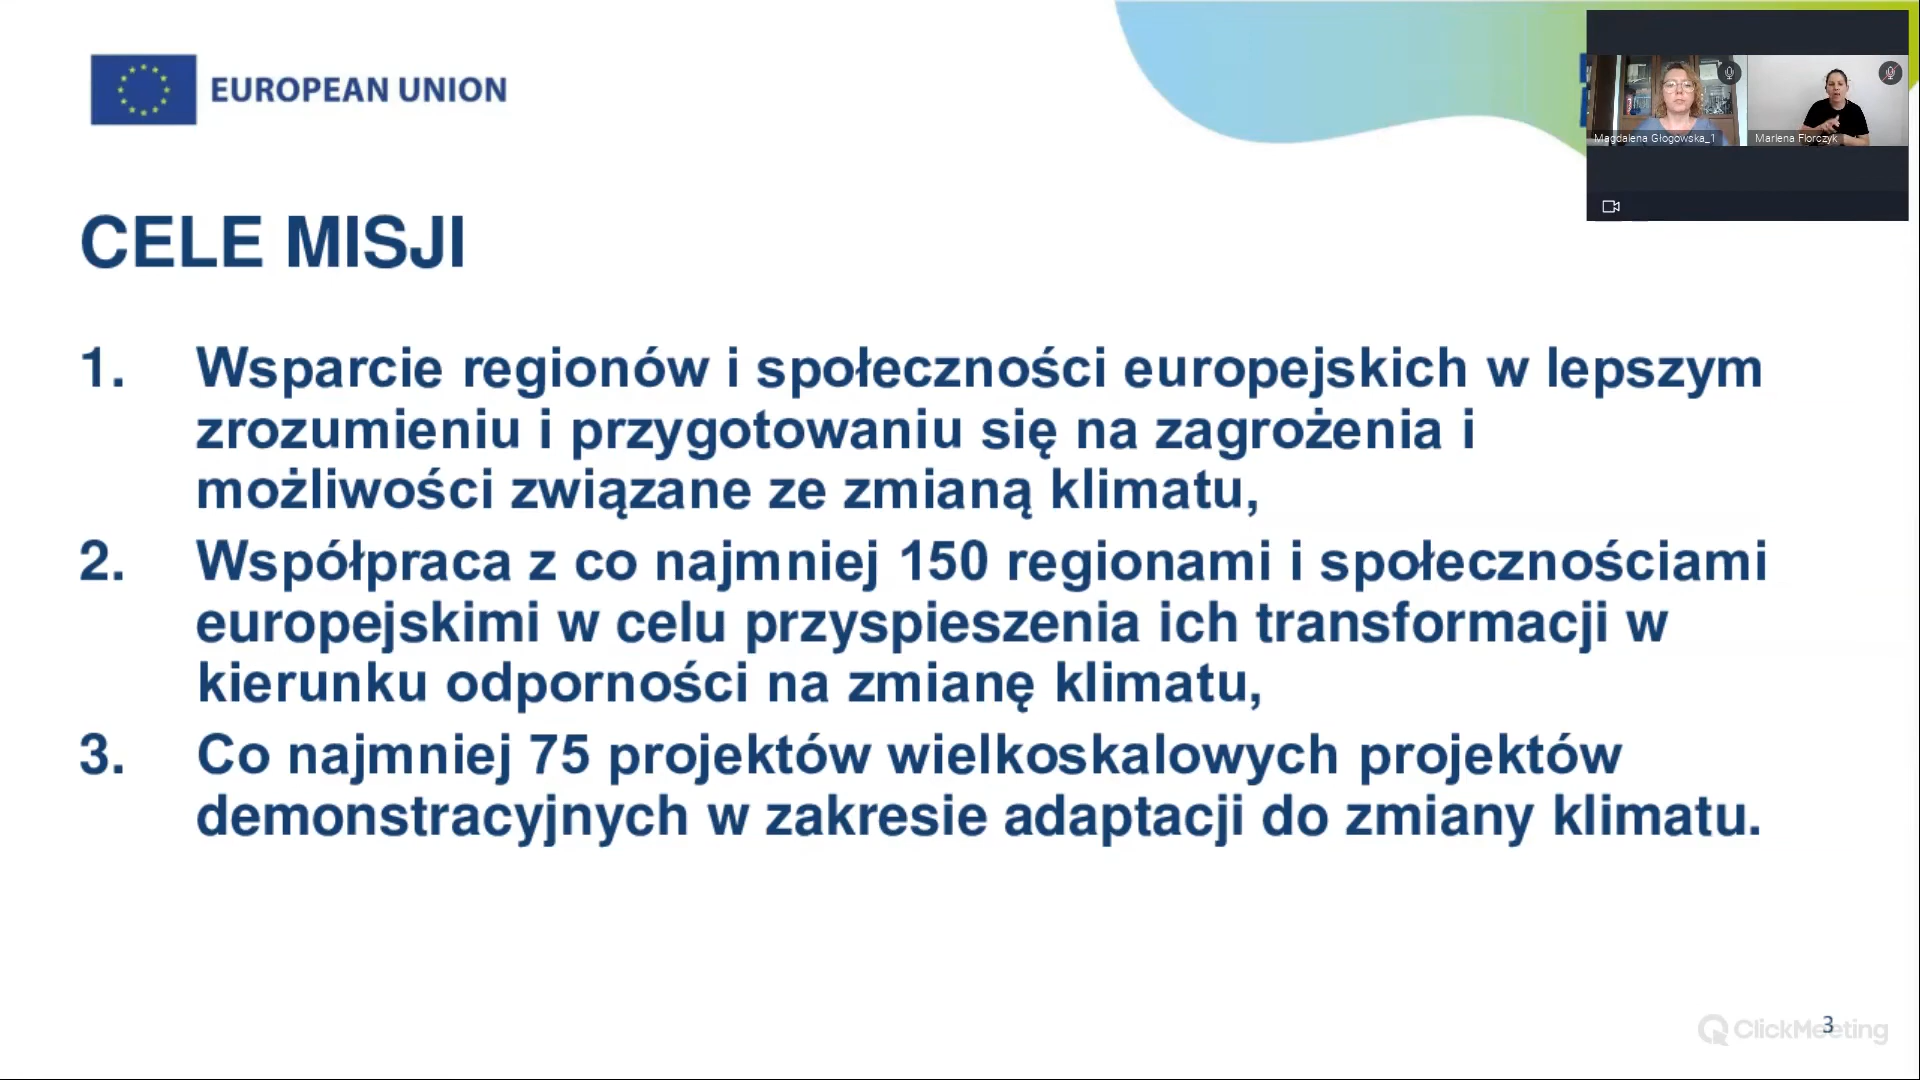 EUROPEAN UNION
Magdalena Głogowska_1
Marlena Florczyk
CELE MISJI
1. Wsparcie regionów i społeczności europejskich w lepszym
zrozumieniu i przygotowaniu się na zagrożenia i
możliwości związane ze zmianą klimatu,
2. Współpraca z co najmniej 150 regionami i społecznościami
europejskimi w celu przyspieszenia ich transformacji w
kierunku odporności na zmianę klimatu,
3. Co najmniej 75 projektów wielkoskalowych projektów
demonstracyjnych w zakresie adaptacji do zmiany klimatu.
3
ClickMeeting